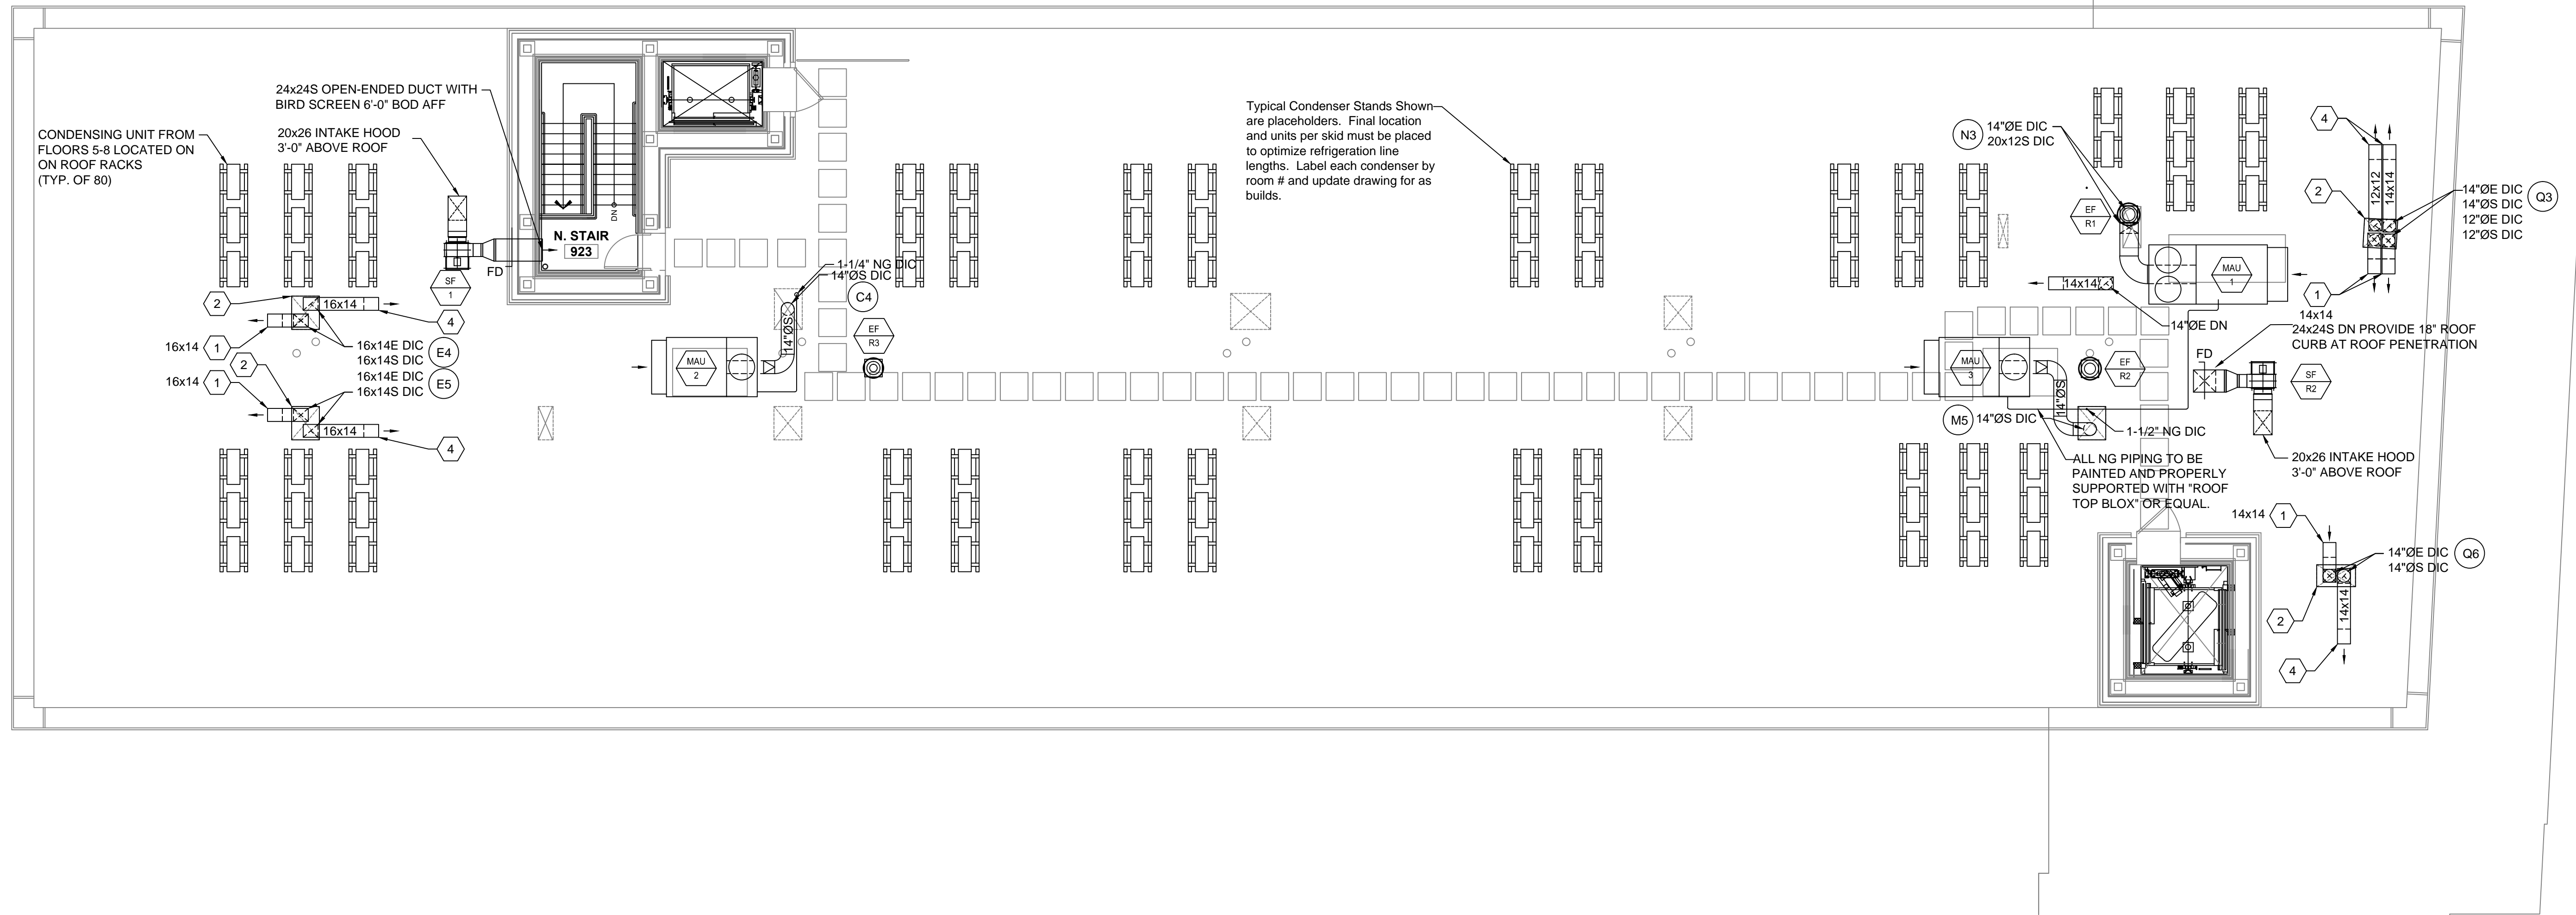 CONDENSING UNIT FROM
FLOORS 5-8 LOCATED ON
ON ROOF RACKS
(TYP. OF 80)
24x24S OPEN-ENDED DUCT WITH
BIRD SCREEN 6'-0" BOD AFF
20x26 INTAKE HOOD
3'-0" ABOVE ROOF
FD
SF
1
N. STAIR
923
DN
2
16x14
4
16x14
1
16x14E DIC
16x14S DIC
E4
2
16x14
1
16x14E DIC
16x14S DIC
E5
16x14
4
1-1/4" NG DIC
14"ØS DIC
C4
14"ØS
MAU
2
EF
R3
Typical Condenser Stands Shown
are placeholders. Final location
and units per skid must be placed
to optimize refrigeration line
lengths. Label each condenser by
room # and update drawing for as
builds.
N3
14"ØE DIC
20x12S DIC
EF
R1
MAU
1
14x14
14"ØE DN
4
12x12
14x14
2
14"ØE DIC
14"ØS DIC
12"ØE DIC
12"ØS DIC
Q3
1
14x14
24x24S DN PROVIDE 18" ROOF
CURB AT ROOF PENETRATION
FD
SF
R2
MAU
3
EF
R2
14"ØS
M5
14"ØS DIC
1-1/2" NG DIC
ALL NG PIPING TO BE
PAINTED AND PROPERLY
SUPPORTED WITH "ROOF
TOP BLOX" OR EQUAL.
20x26 INTAKE HOOD
3'-0" ABOVE ROOF
14x14
1
14"ØE DIC
14"ØS DIC
Q6
2
14x14
4